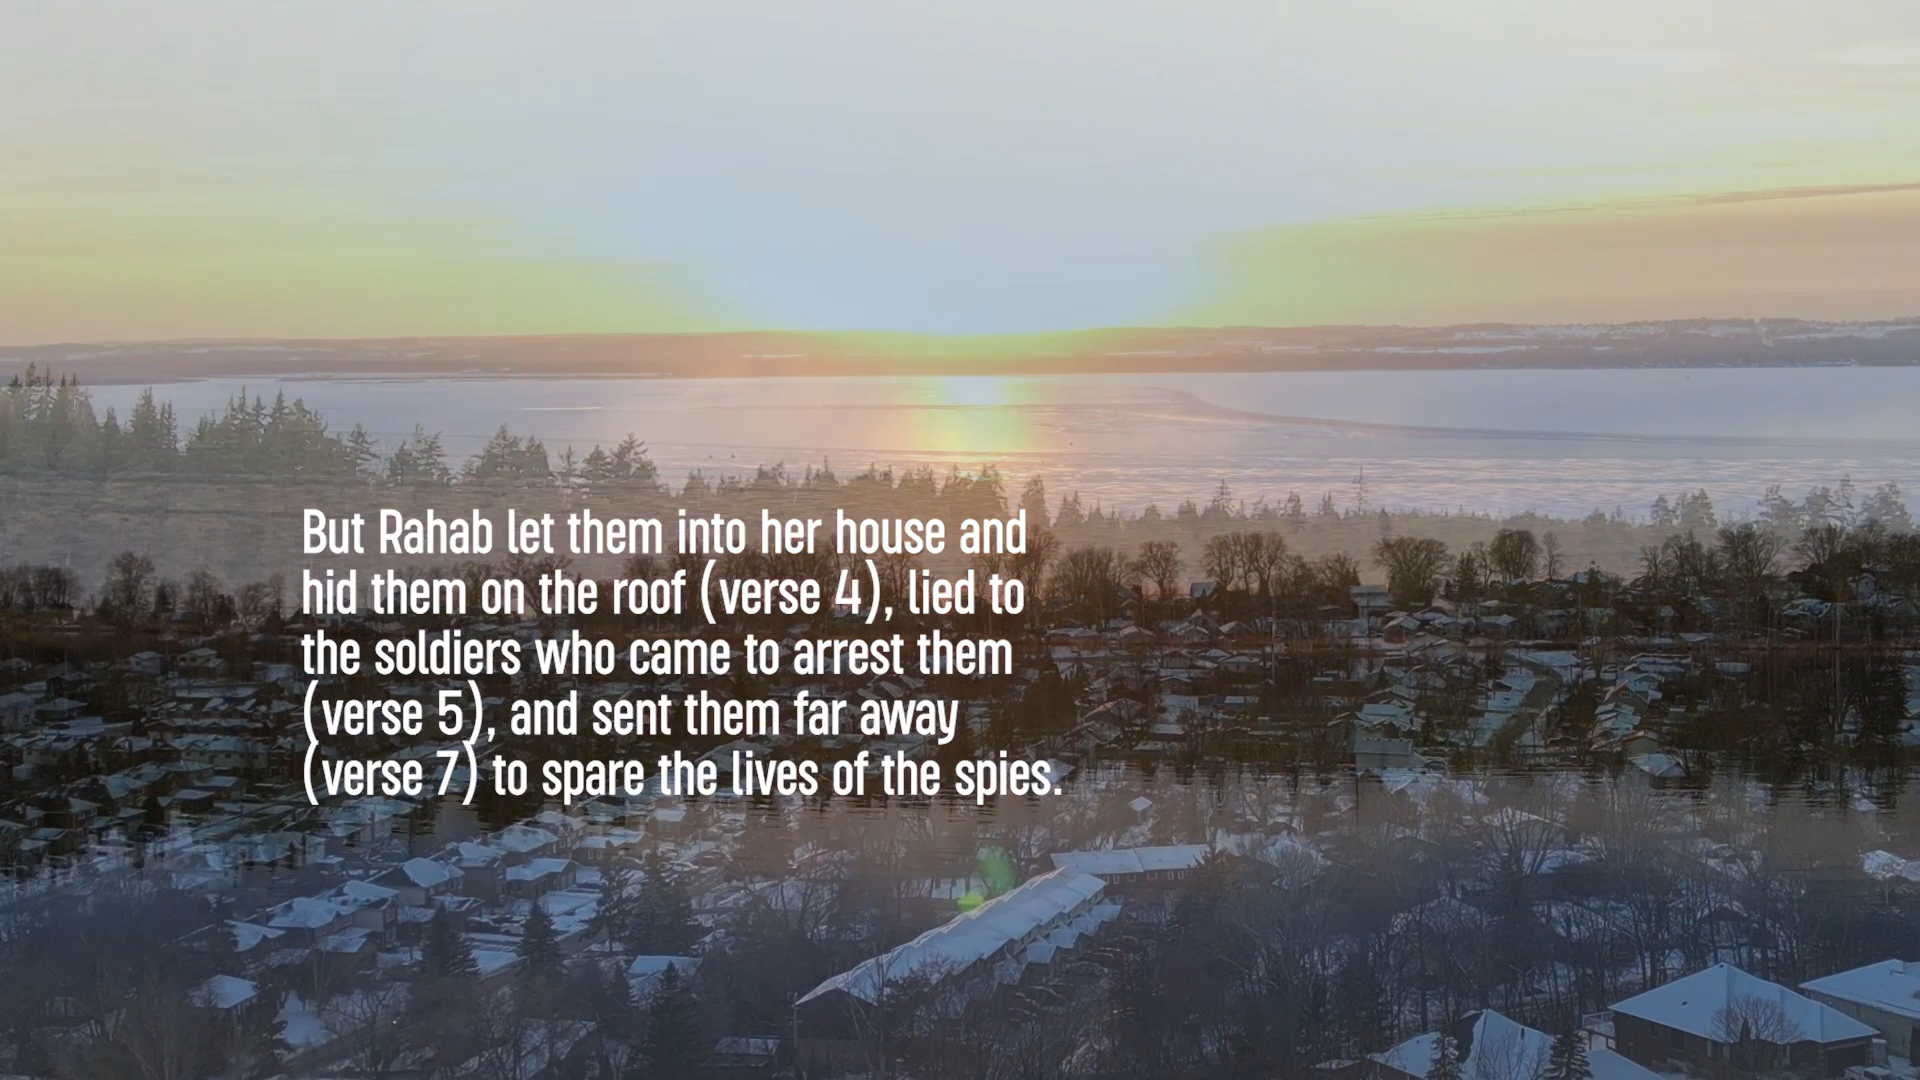 But Rahab let them into her house and
hid them on the roof (verse 4), lied to
the soldiers who came to arrest them
(verse 5), and sent them far away
(verse 7) to spare the lives of the spies.